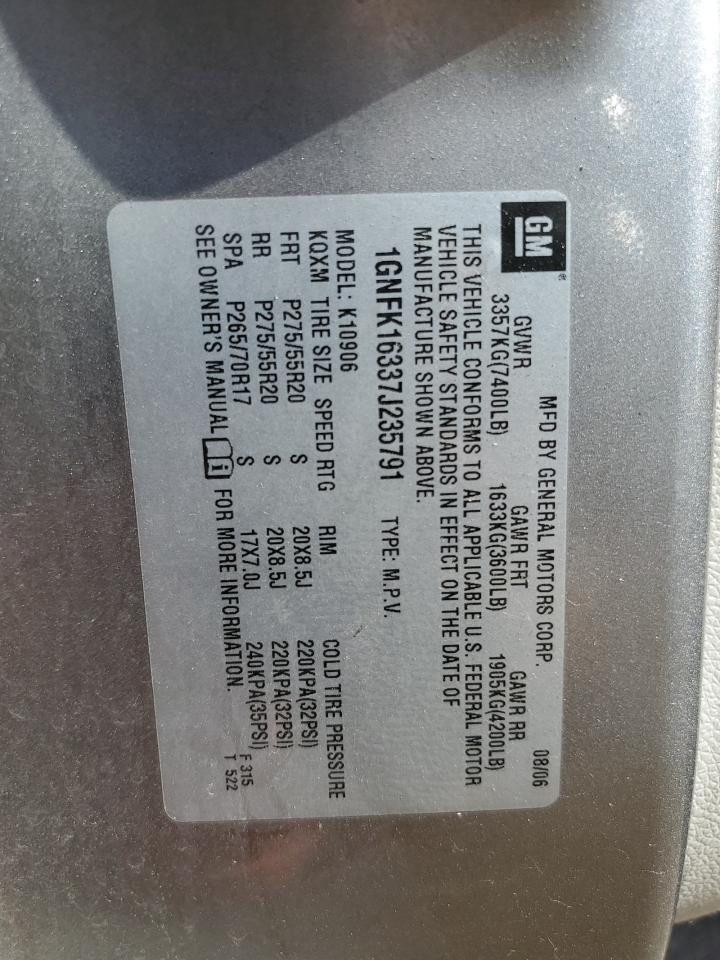 GM®
MFD BY GENERAL MOTORS CORP. 08/06
GVWR GAWR FRT GAWR RR
3357KG(7400LB) 1633KG(3600LB) 1905KG(4200LB)
THIS VEHICLE CONFORMS TO ALL APPLICABLE U.S. FEDERAL MOTOR
VEHICLE SAFETY STANDARDS IN EFFECT ON THE DATE OF
MANUFACTURE SHOWN ABOVE.
1GNFK16337J235791 TYPE: M.P.V.
MODEL: K10906
KQXM TIRE SIZE SPEED RTG RIM COLD TIRE PRESSURE
FRT P275/55R20 S 20X8.5J 220KPA(32PSI)
RR P275/55R20 S 20X8.5J 220KPA(32PSI)
SPA P265/70R17 S 17X7.0J 240KPA(35PSI) F 315
SEE OWNER'S MANUAL i FOR MORE INFORMATION. T 522